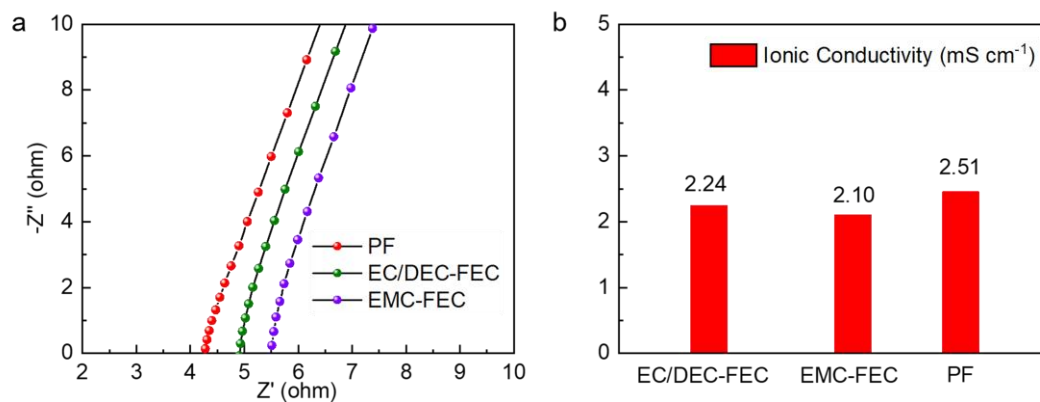 a
10
8
6
4
2
0
-Z" (ohm)
PF
EC/DEC-FEC
EMC-FEC
2 3 4 5 6 7 8 9 10
Z' (ohm)
b
5
4
3
2
1
0
Ionic Conductivity (mS cm⁻¹)
2.24
2.10
2.51
EC/DEC-FEC EMC-FEC PF